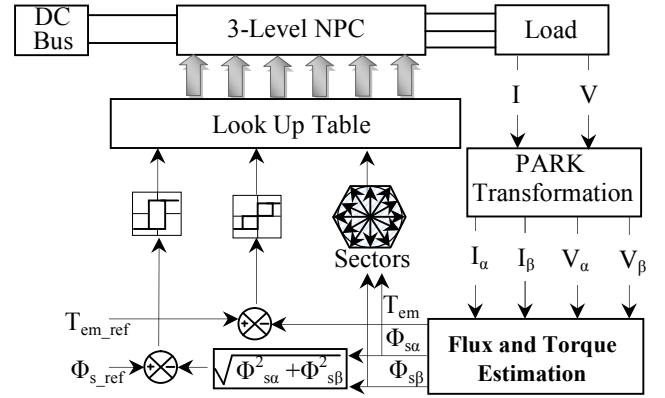 DC
Bus
3-Level NPC
Load
I
V
Look Up Table
PARK
Transformation
Sectors
Iα
Iβ
Vα
Vβ
Tem
Tem_ref
+ −
Φsα
Flux and Torque
Estimation
Φs_ref
+ −
√Φ²sα +Φ²sβ
Φsβ